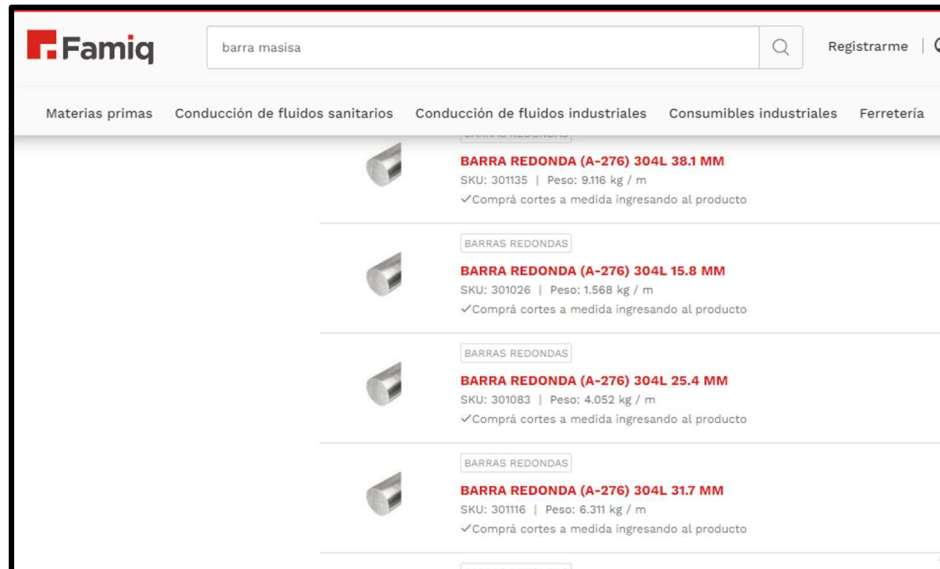 Famiq
barra masisa
Registrarme
Materias primas Conducción de fluidos sanitarios Conducción de fluidos industriales Consumibles industriales Ferretería
BARRAS REDONDAS
BARRA REDONDA (A-276) 304L 38.1 MM
SKU: 301135 | Peso: 9.116 kg / m
✓Comprá cortes a medida ingresando al producto
BARRAS REDONDAS
BARRA REDONDA (A-276) 304L 15.8 MM
SKU: 301026 | Peso: 1.568 kg / m
✓Comprá cortes a medida ingresando al producto
BARRAS REDONDAS
BARRA REDONDA (A-276) 304L 25.4 MM
SKU: 301083 | Peso: 4.052 kg / m
✓Comprá cortes a medida ingresando al producto
BARRAS REDONDAS
BARRA REDONDA (A-276) 304L 31.7 MM
SKU: 301116 | Peso: 6.311 kg / m
✓Comprá cortes a medida ingresando al producto